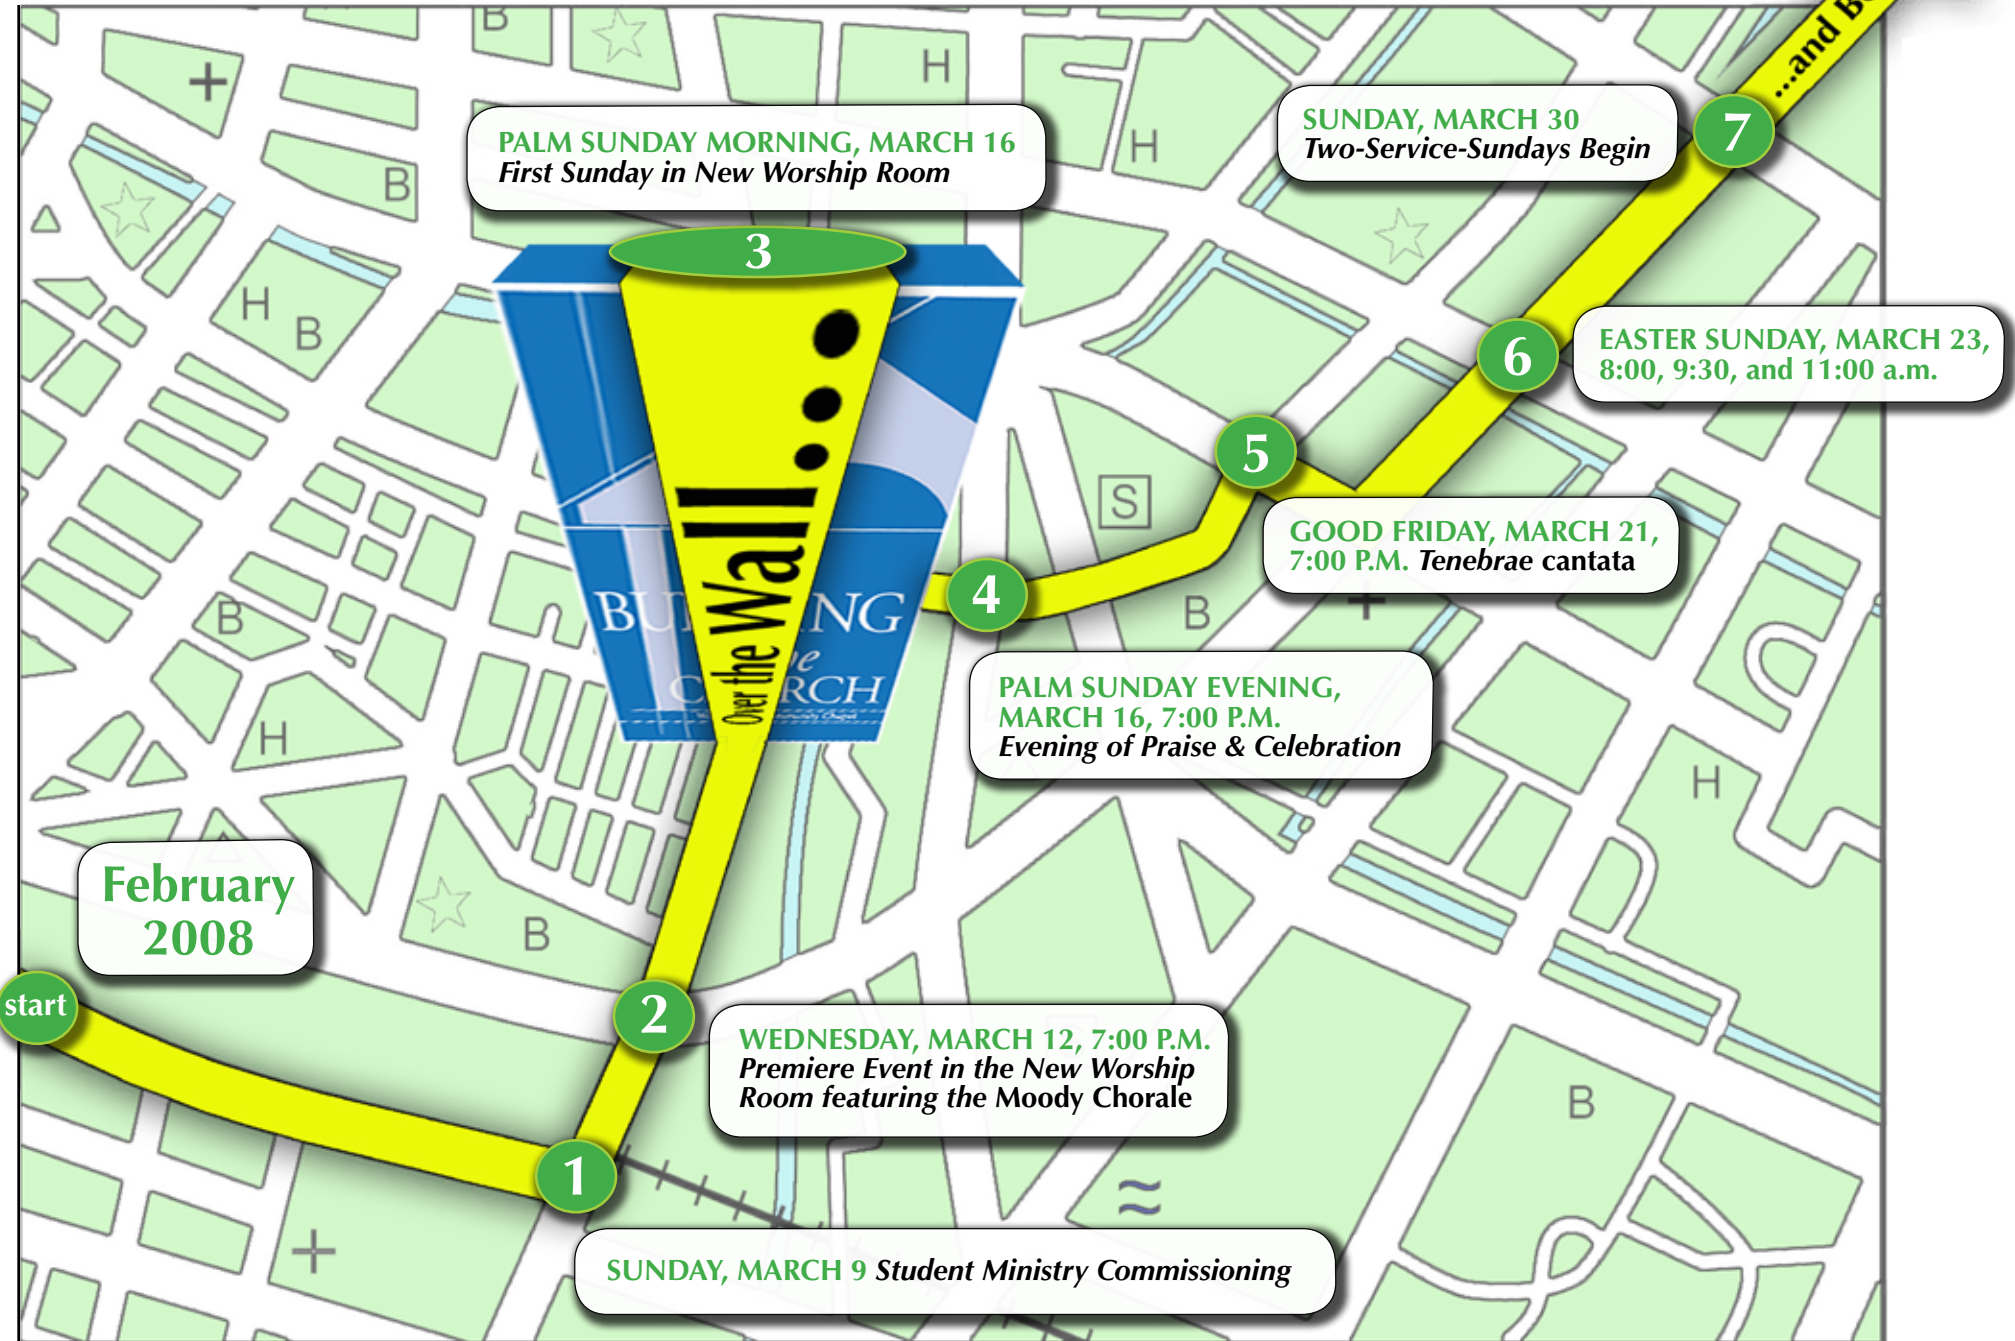 ...and
7
SUNDAY, MARCH 30
Two-Service-Sundays Begin
PALM SUNDAY MORNING, MARCH 16
First Sunday in New Worship Room
3
6
EASTER SUNDAY, MARCH 23,
8:00, 9:30, and 11:00 a.m.
5
GOOD FRIDAY, MARCH 21,
7:00 P.M. Tenebrae cantata
Over the Wall...
4
PALM SUNDAY EVENING,
MARCH 16, 7:00 P.M.
Evening of Praise & Celebration
February
2008
start
2
WEDNESDAY, MARCH 12, 7:00 P.M.
Premiere Event in the New Worship
Room featuring the Moody Chorale
1
SUNDAY, MARCH 9 Student Ministry Commissioning
B
H
H
B
H
B
S
B
B
H
H
B
B